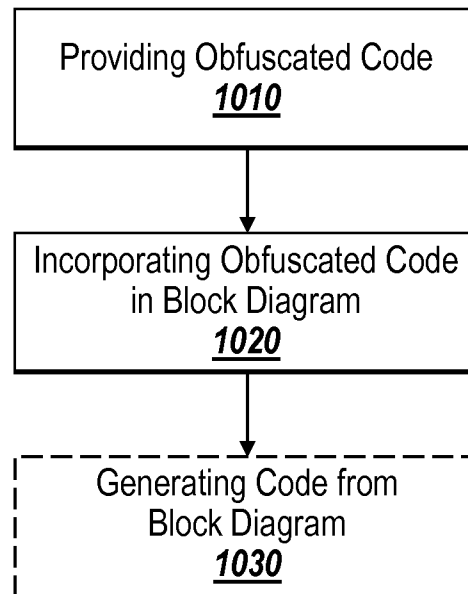 Providing Obfuscated Code
1010
Incorporating Obfuscated Code
in Block Diagram
1020
Generating Code from
Block Diagram
1030